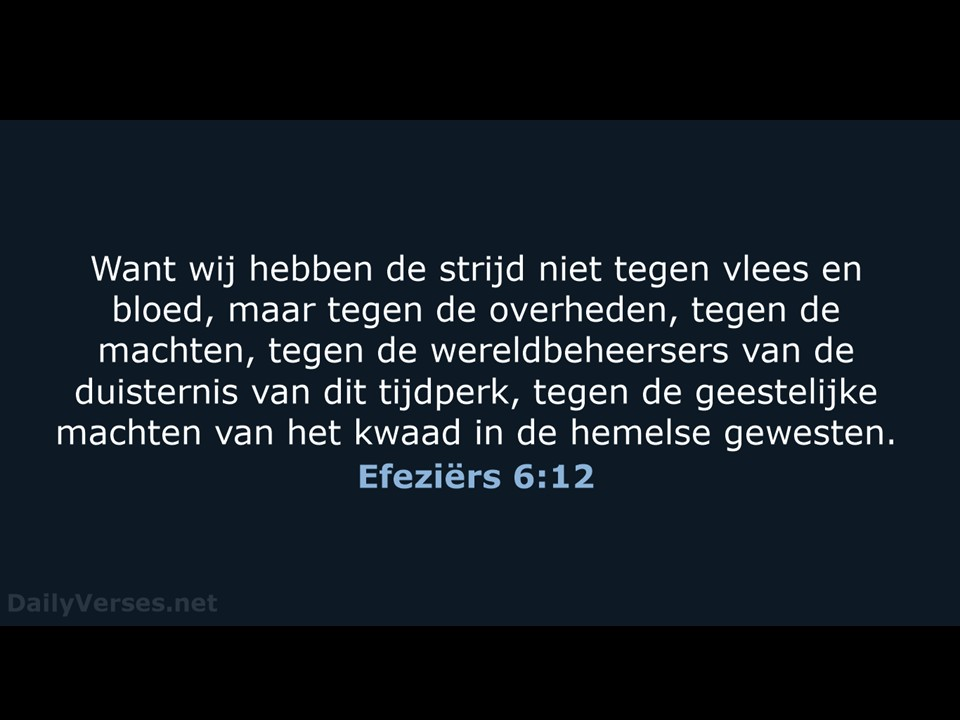 Want wij hebben de strijd niet tegen vlees en
bloed, maar tegen de overheden, tegen de
machten, tegen de wereldbeheersers van de
duisternis van dit tijdperk, tegen de geestelijke
machten van het kwaad in de hemelse gewesten.
Efeziërs 6:12
DailyVerses.net